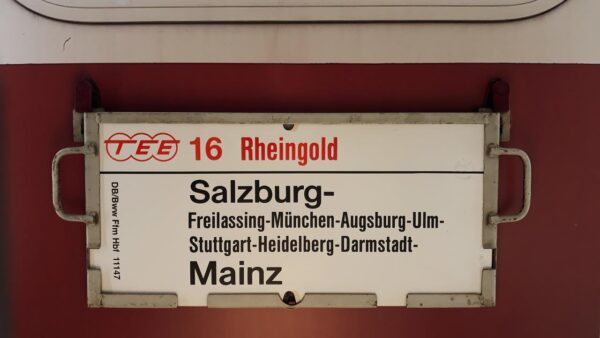 TEE 16 Rheingold
Salzburg-
Freilassing-München-Augsburg-Ulm-
Stuttgart-Heidelberg-Darmstadt-
Mainz
DB/Bww Ffm Hbf 11147